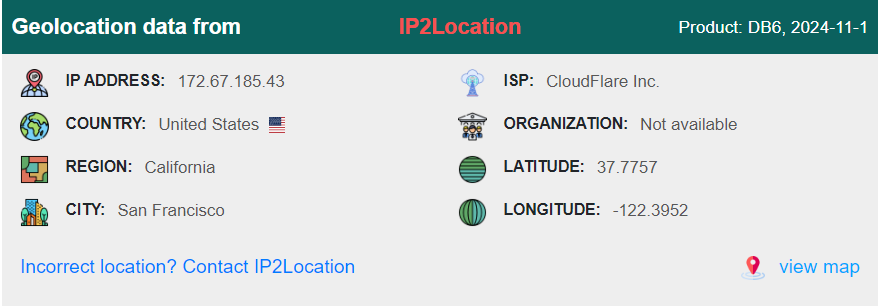 Geolocation data from IP2Location Product: DB6, 2024-11-1
IP ADDRESS: 172.67.185.43 ISP: CloudFlare Inc.
COUNTRY: United States ORGANIZATION: Not available
REGION: California LATITUDE: 37.7757
CITY: San Francisco LONGITUDE: -122.3952
Incorrect location? Contact IP2Location view map